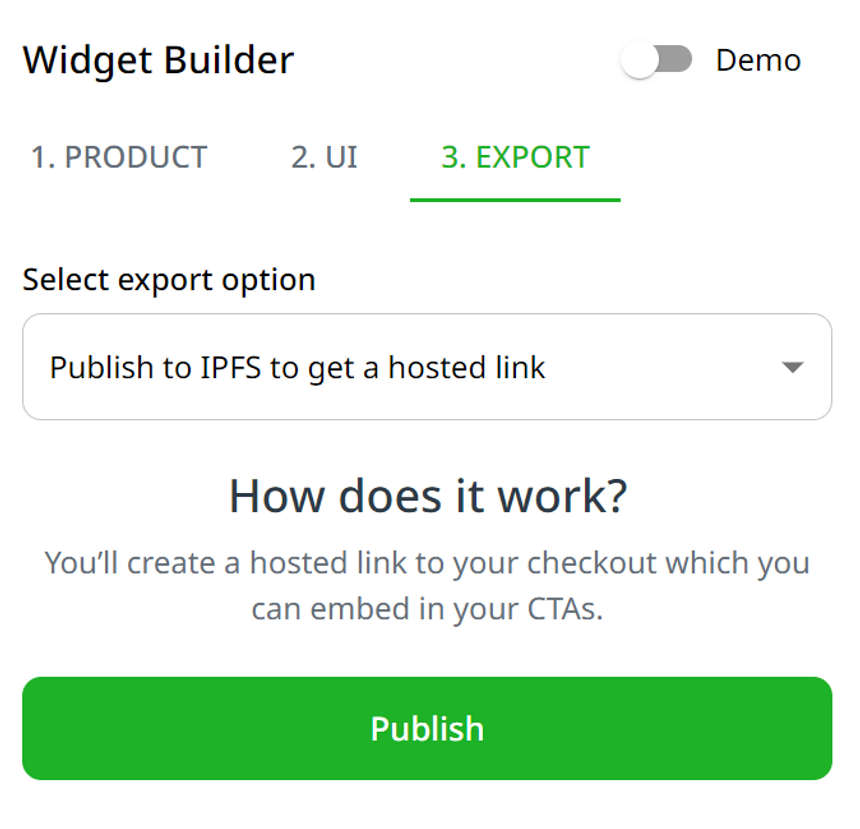 Widget Builder
Demo
1. PRODUCT
2. UI
3. EXPORT
Select export option
Publish to IPFS to get a hosted link
How does it work?
You’ll create a hosted link to your checkout which you
can embed in your CTAs.
Publish